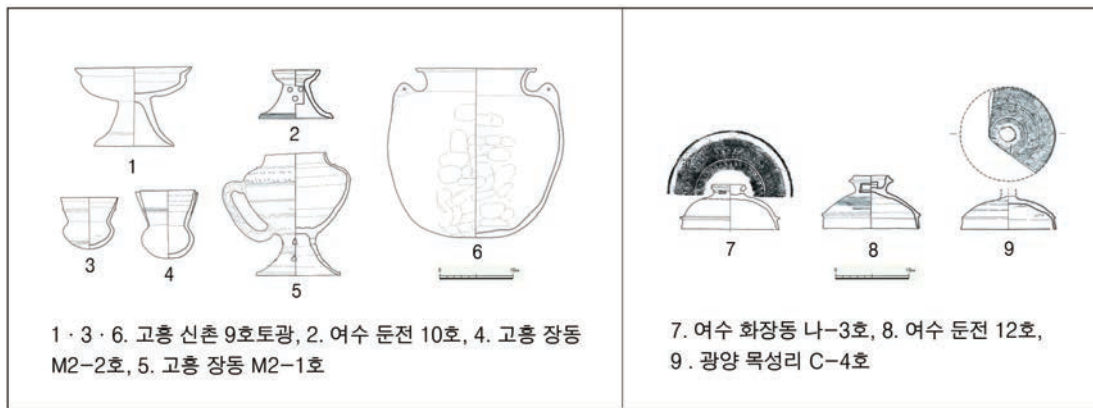 1
2
3
4
5
6
7
8
9
1·3·6. 고흥 신촌 9호토광, 2. 여수 둔전 10호, 4. 고흥 장동
M2-2호, 5. 고흥 장동 M2-1호
7. 여수 화장동 나-3호, 8. 여수 둔전 12호,
9 . 광양 목성리 C-4호